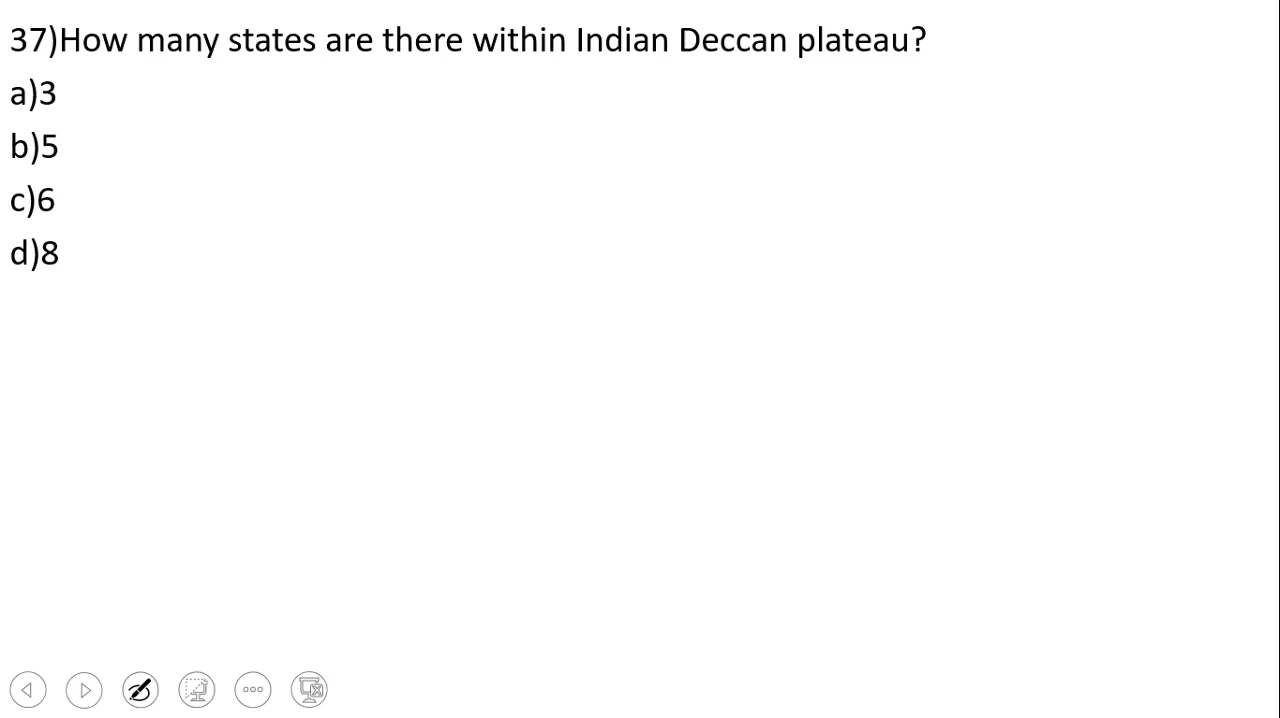 37)How many states are there within Indian Deccan plateau?
a)3
b)5
c)6
d)8